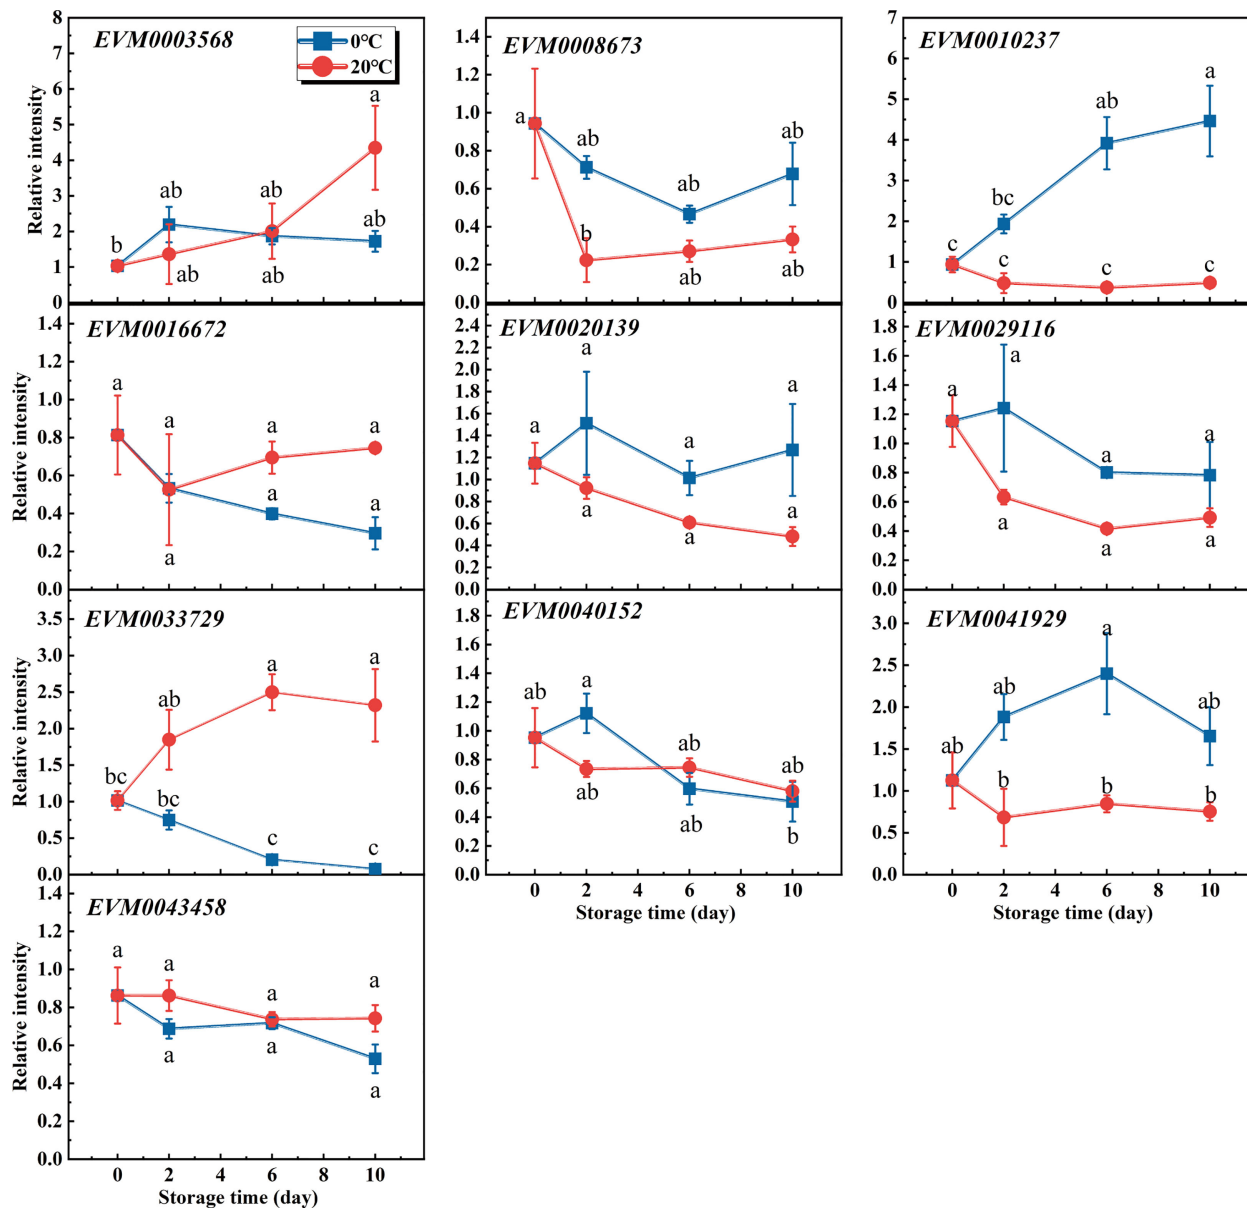 EVM0003568
0℃
20℃
Relative intensity
8
7
6
5
4
3
2
1
0
b
ab
ab
ab
ab
a
ab
EVM0008673
1.4
1.2
1.0
0.8
0.6
0.4
0.2
0.0
a
ab
b
ab
ab
ab
ab
EVM0010237
7
6
5
4
3
2
1
0
c
bc
c
ab
c
a
c
EVM0016672
Relative intensity
1.4
1.2
1.0
0.8
0.6
0.4
0.2
0.0
a
a
a
a
a
a
a
EVM0020139
2.4
2.2
2.0
1.8
1.6
1.4
1.2
1.0
0.8
0.6
0.4
0.2
0.0
a
a
a
a
a
a
a
EVM0029116
1.8
1.6
1.4
1.2
1.0
0.8
0.6
0.4
0.2
0.0
a
a
a
a
a
a
a
EVM0033729
Relative intensity
3.5
3.0
2.5
2.0
1.5
1.0
0.5
0.0
bc
ab
bc
a
c
a
c
EVM0040152
1.8
1.6
1.4
1.2
1.0
0.8
0.6
0.4
0.2
0.0
ab
a
ab
ab
ab
ab
b
0 2 4 6 8 10
Storage time (day)
EVM0041929
3.0
2.5
2.0
1.5
1.0
0.5
0.0
ab
ab
b
a
b
ab
b
0 2 4 6 8 10
Storage time (day)
EVM0043458
Relative intensity
1.4
1.2
1.0
0.8
0.6
0.4
0.2
0.0
a
a
a
a
a
a
a
0 2 4 6 8 10
Storage time (day)